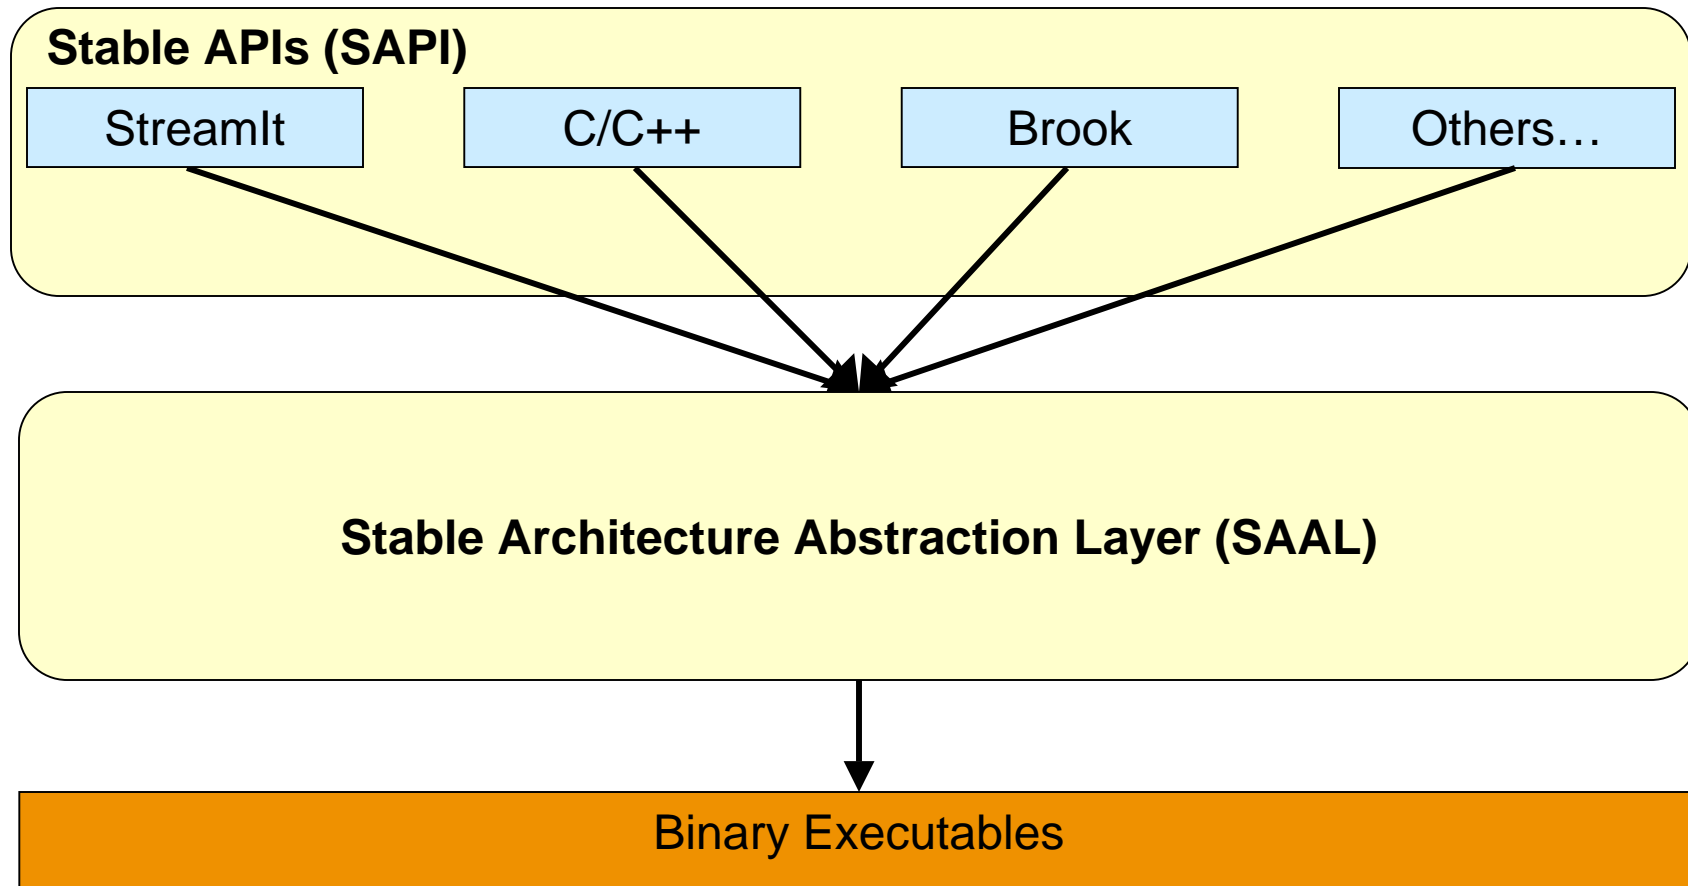 Stable APIs (SAPI)
StreamIt
C/C++
Brook
Others…
Stable Architecture Abstraction Layer (SAAL)
Binary Executables